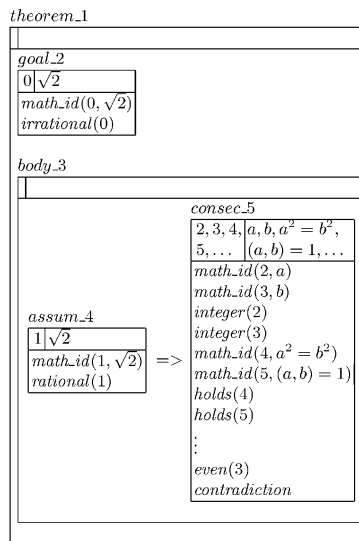 theorem_1
goal_2
0 √2
math_id(0, √2)
irrational(0)
body_3
consec_5
2, 3, 4, a, b, a² = b²,
5, … (a, b) = 1, …
math_id(2, a)
math_id(3, b)
integer(2)
integer(3)
math_id(4, a² = b²)
math_id(5, (a, b) = 1)
holds(4)
holds(5)
⋮
even(3)
contradiction
assum_4
1 √2
math_id(1, √2)
rational(1)
=>